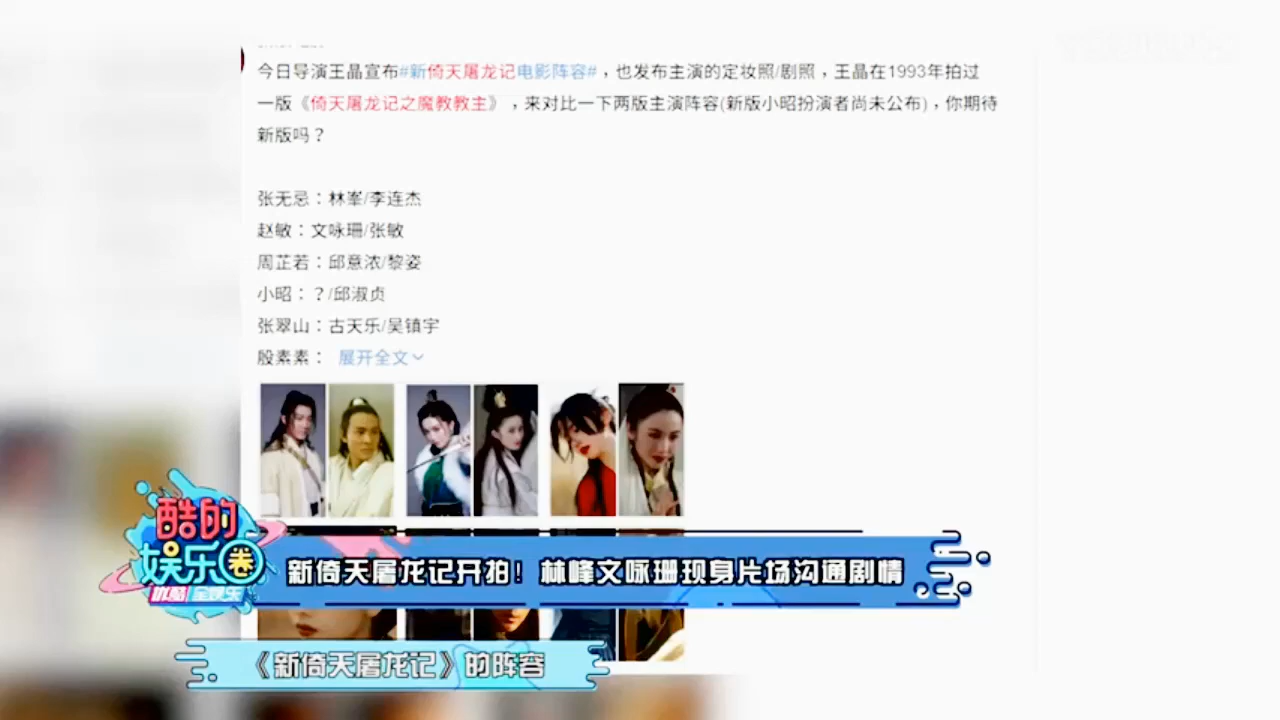 今日导演王晶宣布#新倚天屠龙记电影阵容#，也发布主演的定妆照/剧照，王晶在1993年拍过
一版《倚天屠龙记之魔教教主》，来对比一下两版主演阵容(新版小昭扮演者尚未公布)，你期待
新版吗？
张无忌：林峯/李连杰
赵敏：文咏珊/张敏
周芷若：邱意浓/黎姿
小昭：？/邱淑贞
张翠山：古天乐/吴镇宇
殷素素： 展开全文
酷的
娱乐圈
优酷 全娱乐
新倚天屠龙记开拍！林峰文咏珊现身片场沟通剧情
《新倚天屠龙记》的阵容